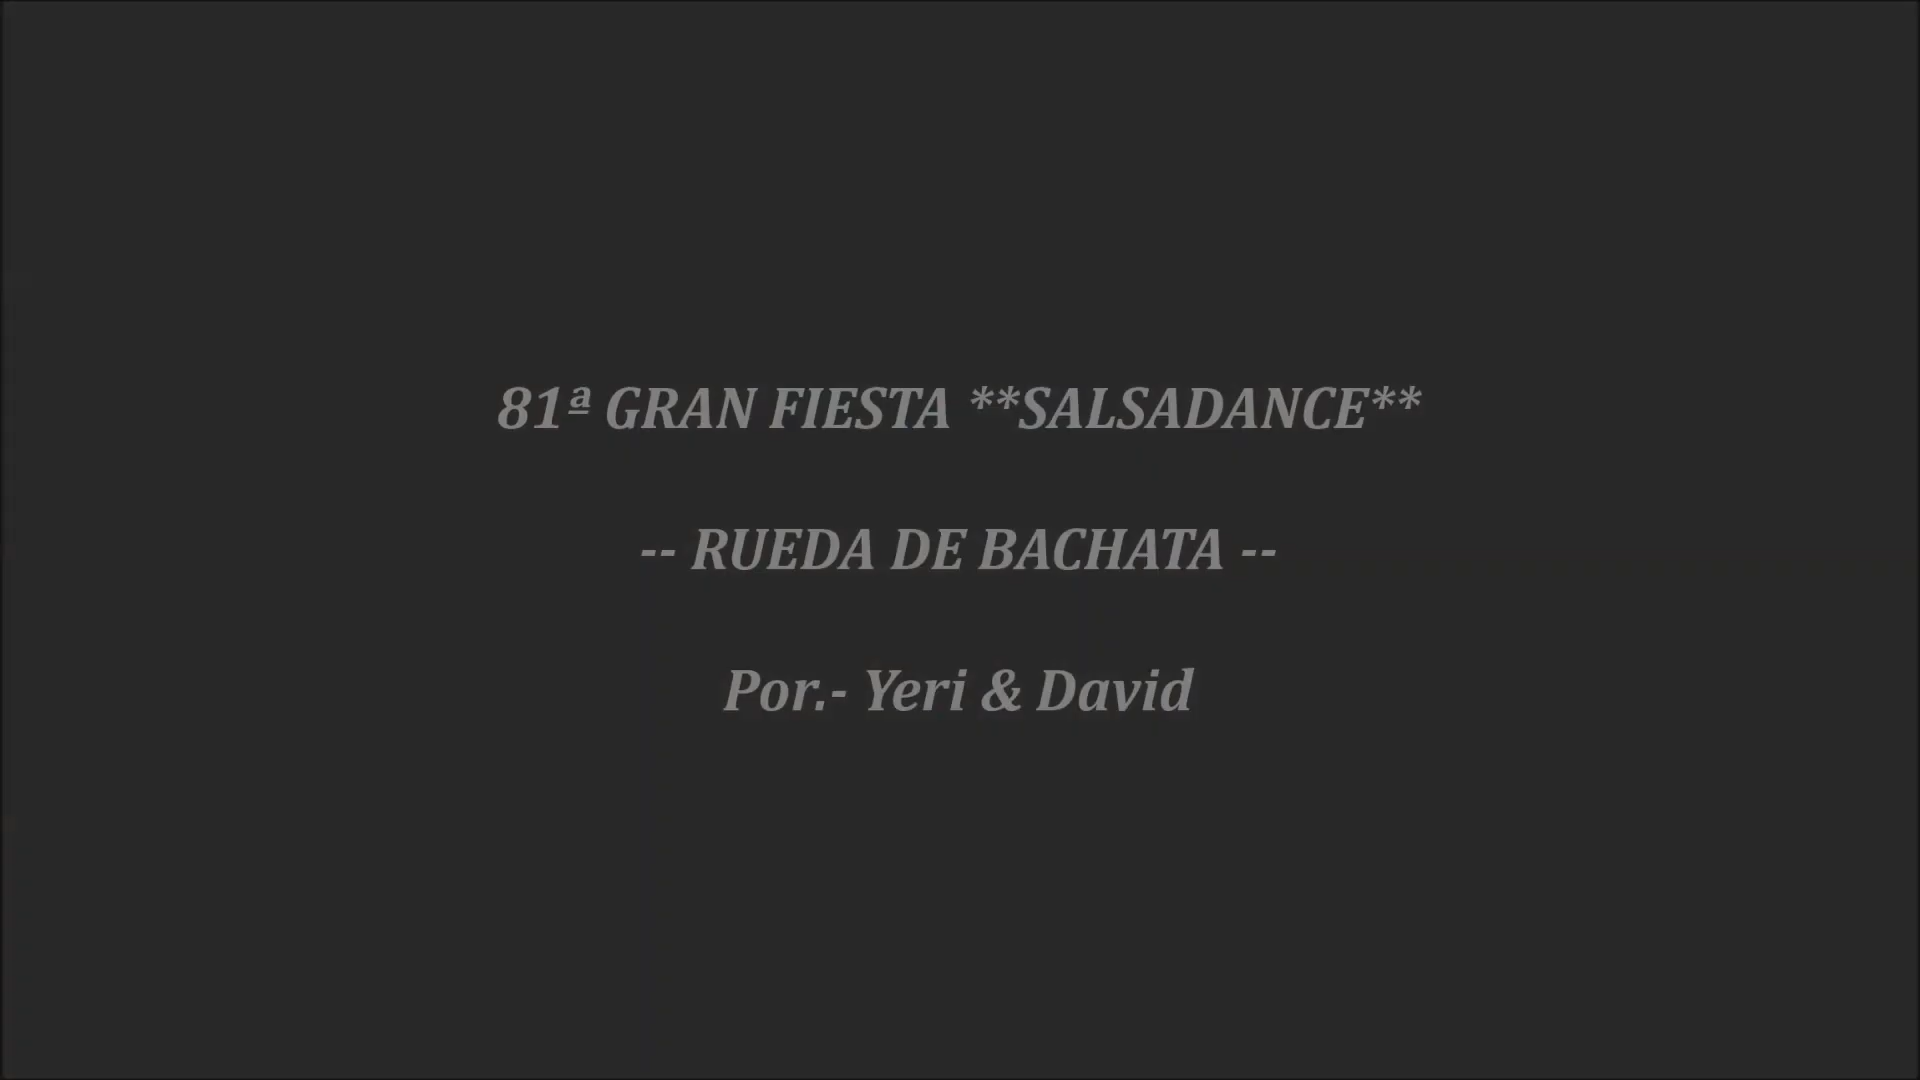 81ª GRAN FIESTA **SALSADANCE**
-- RUEDA DE BACHATA --
Por.- Yeri & David